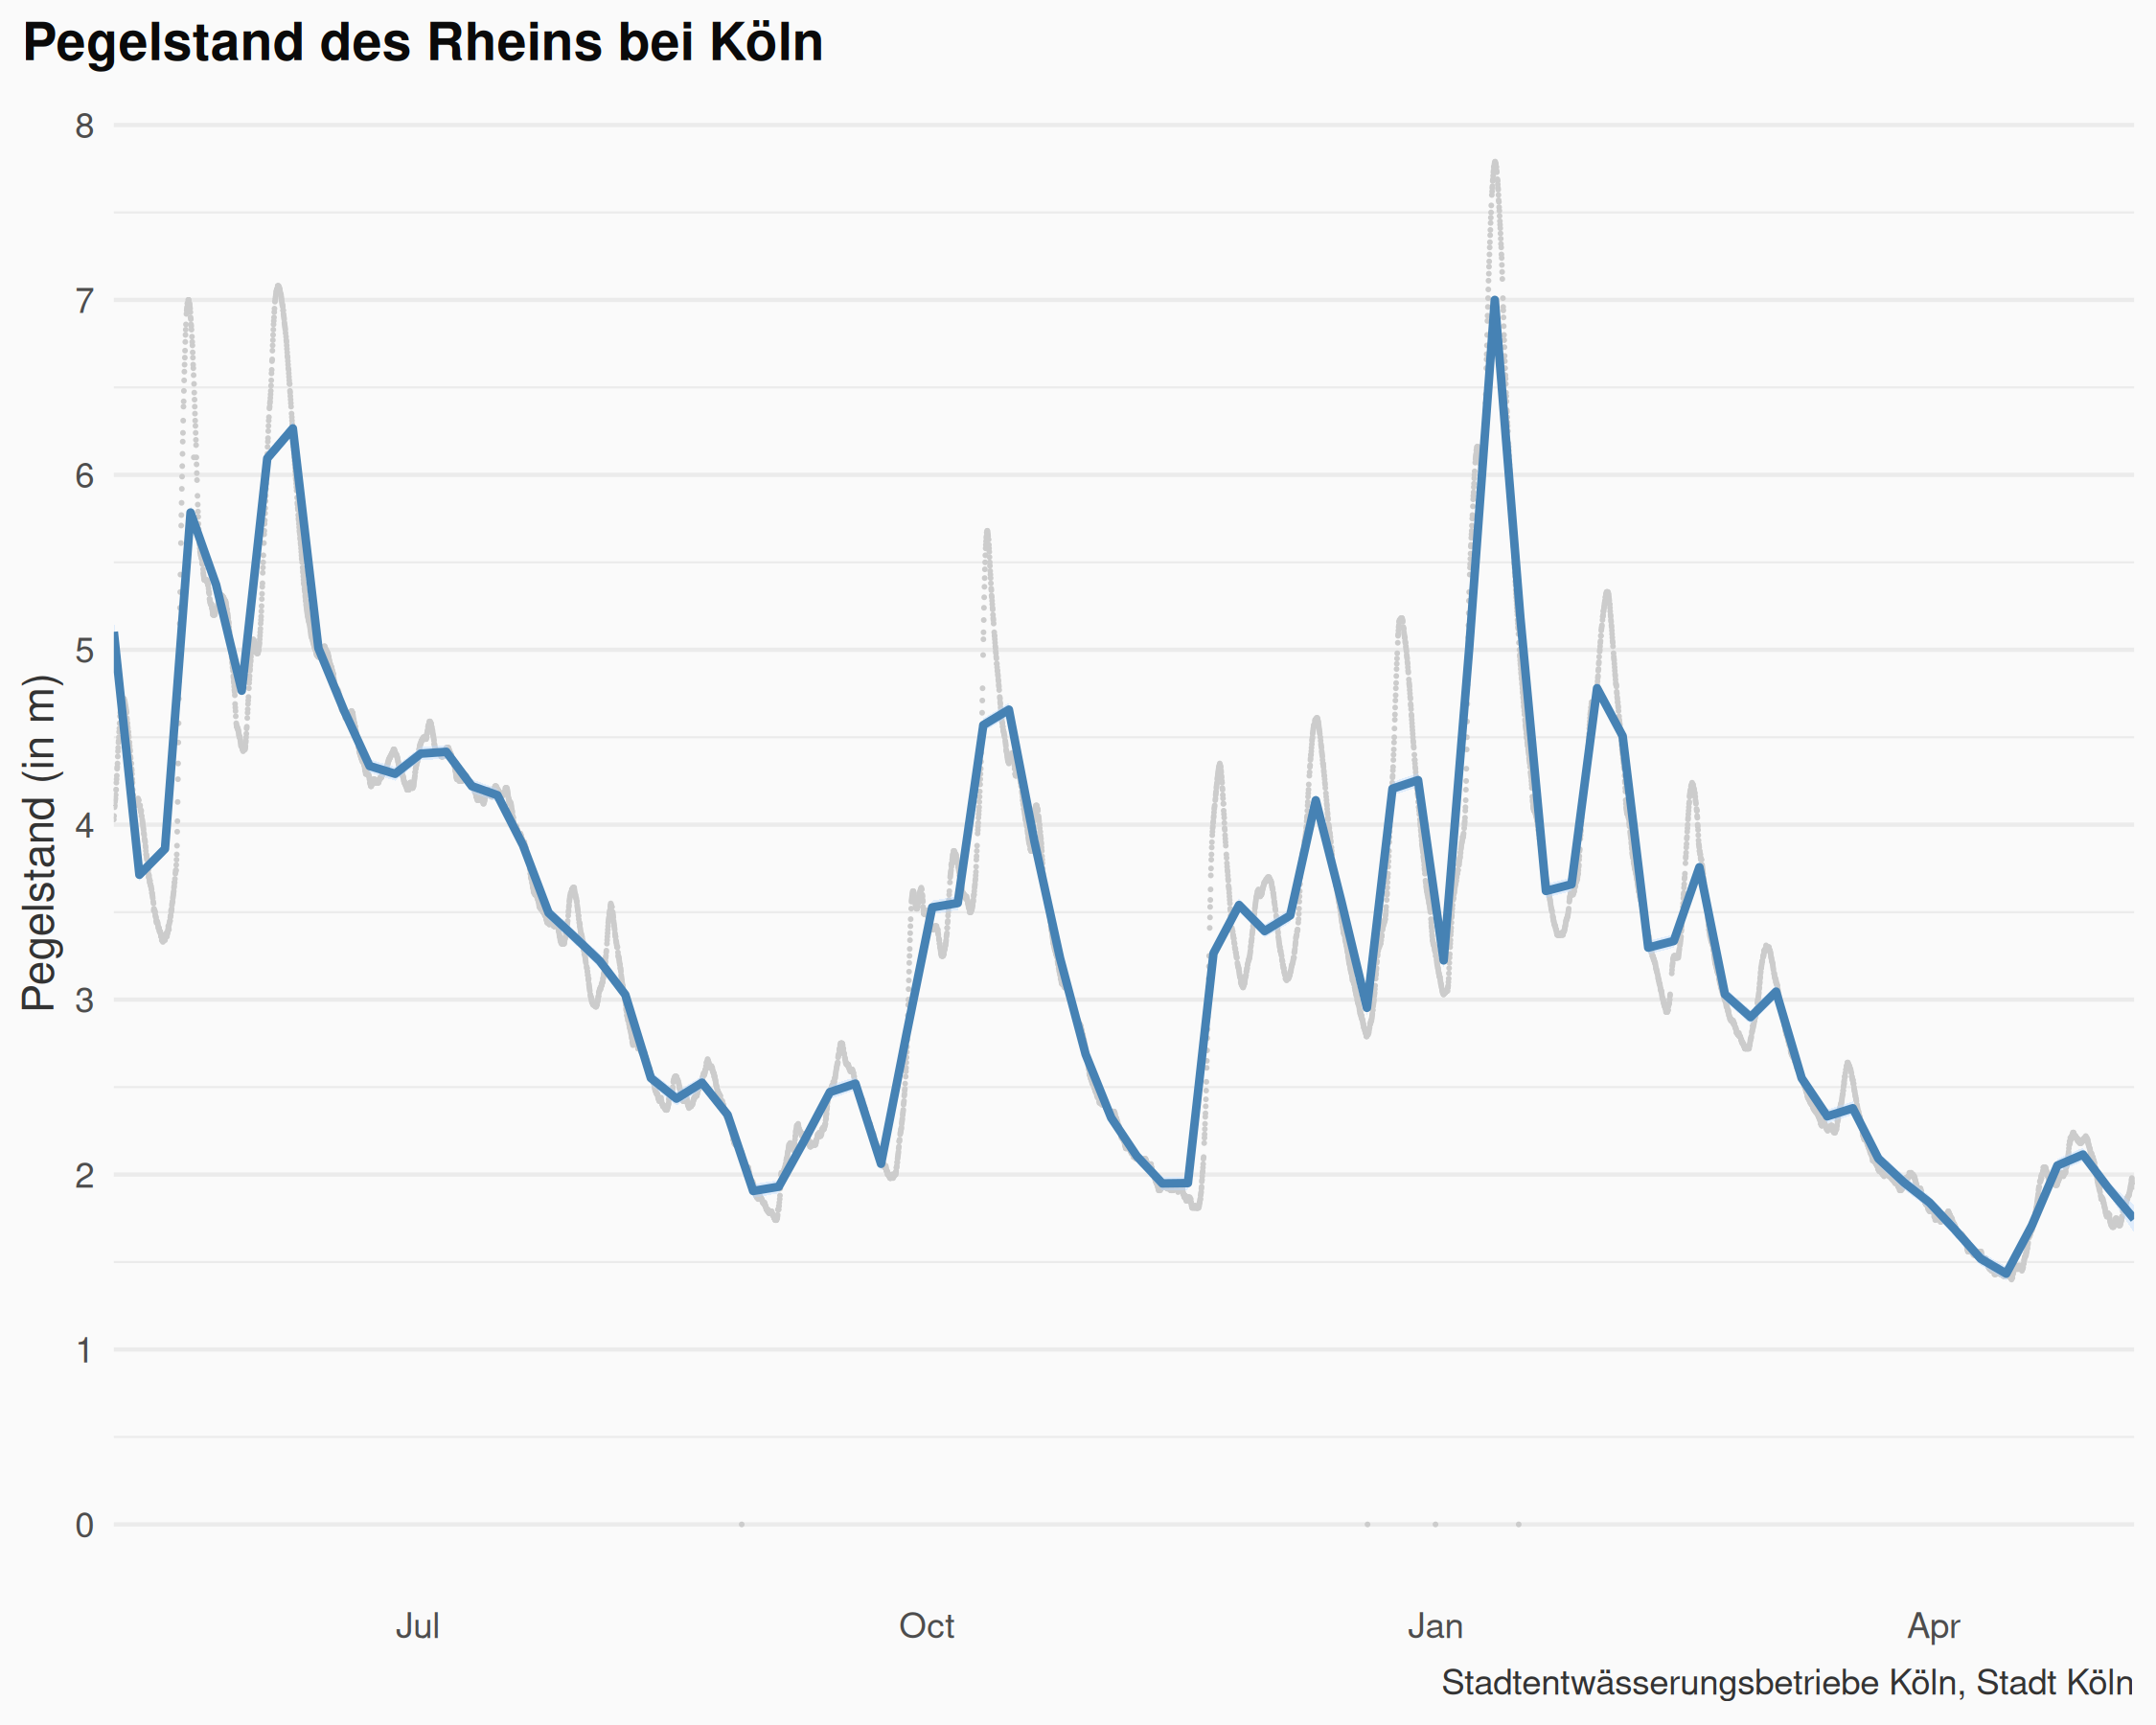 Pegelstand des Rheins bei Köln
Pegelstand (in m)
8
7
6
5
4
3
2
1
0
Jul Oct Jan Apr
Stadtentwässerungsbetriebe Köln, Stadt Köln